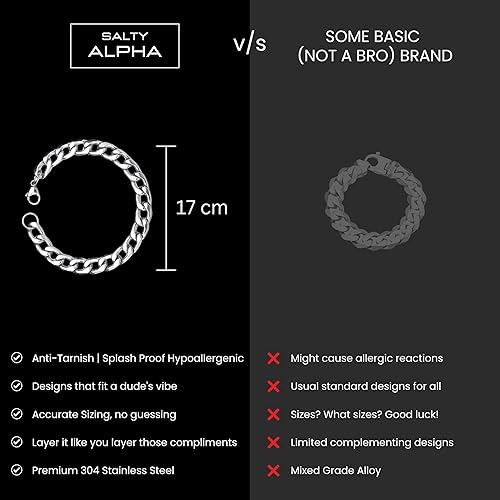 SALTY
ALPHA
v/s
SOME BASIC
(NOT A BRO) BRAND
17 cm
Anti-Tarnish | Splash Proof Hypoallergenic
Designs that fit a dude's vibe
Accurate Sizing, no guessing
Layer it like you layer those compliments
Premium 304 Stainless Steel
Might cause allergic reactions
Usual standard designs for all
Sizes? What sizes? Good luck!
Limited complementing designs
Mixed Grade Alloy